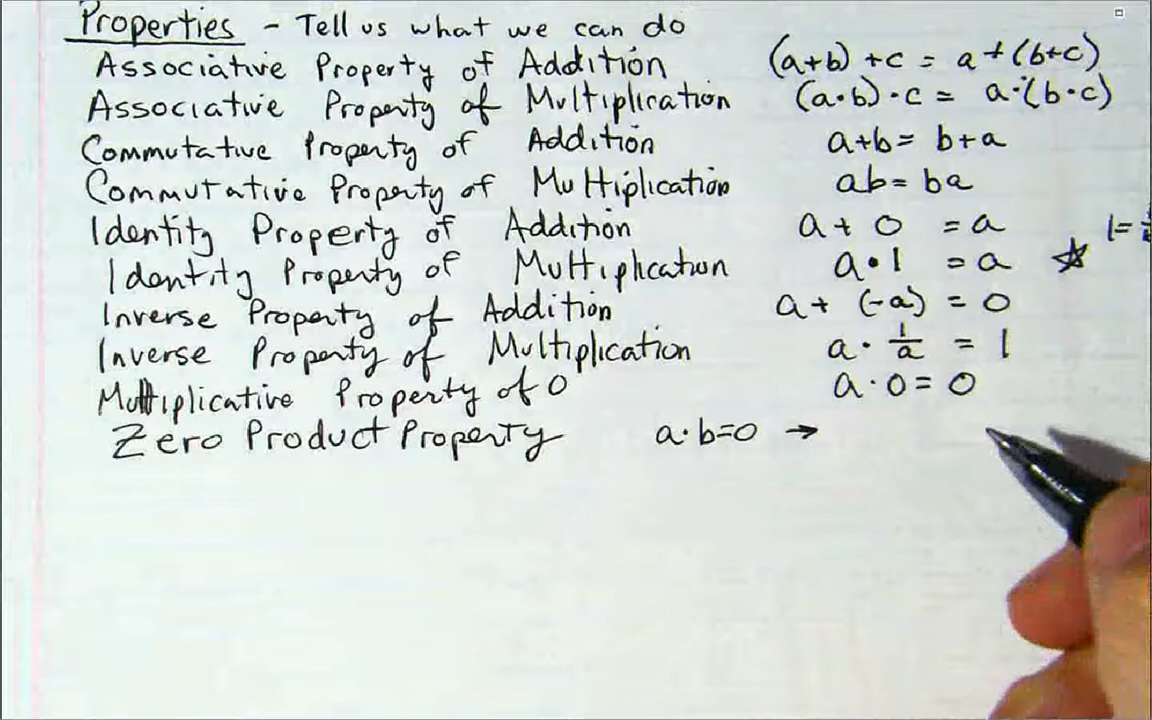 Properties - Tell us what we can do
Associative Property of Addition (a+b)+c = a+(b+c)
Associative Property of Multiplication (a·b)·c = a·(b·c)
Commutative Property of Addition a+b = b+a
Commutative Property of Multiplication ab = ba
Identity Property of Addition a + 0 = a 1=
Identity Property of Multiplication a·1 = a ☆
Inverse Property of Addition a + (-a) = 0
Inverse Property of Multiplication a · 1/a = 1
Multiplicative Property of 0 a·0 = 0
Zero Product Property a·b=0 →